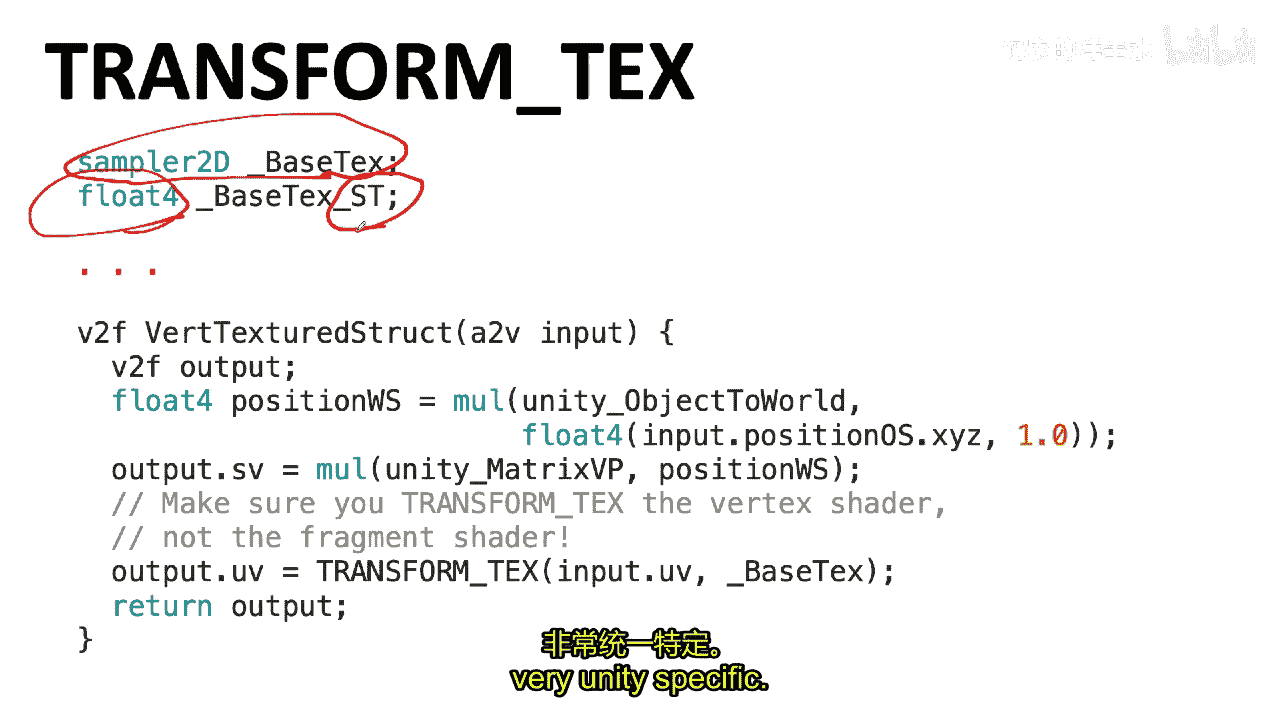 TRANSFORM_TEX
bilibili
sampler2D _BaseTex;
float4 _BaseTex_ST;
. . .
v2f VertTexturedStruct(a2v input) {
v2f output;
float4 positionWS = mul(unity_ObjectToWorld,
float4(input.positionOS.xyz, 1.0));
output.sv = mul(unity_MatrixVP, positionWS);
// Make sure you TRANSFORM_TEX the vertex shader,
// not the fragment shader!
output.uv = TRANSFORM_TEX(input.uv, _BaseTex);
return output;
}
非常统一特定。
very unity specific.